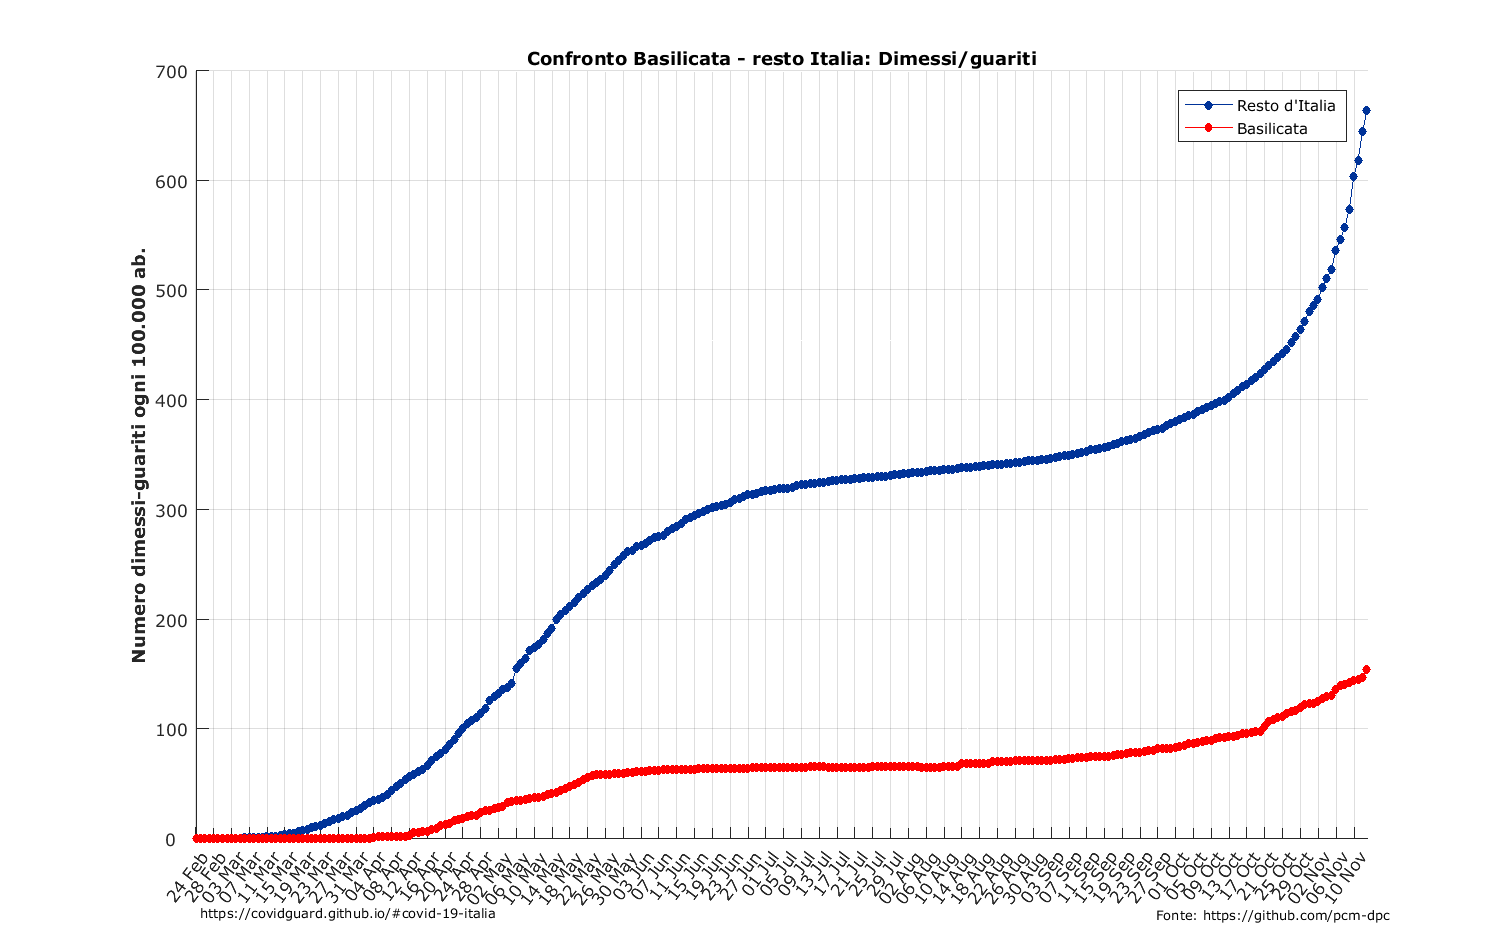 Confronto Basilicata - resto Italia: Dimessi/guariti
Numero dimessi-guariti ogni 100.000 ab.
700
600
500
400
300
200
100
0
Resto d'Italia
Basilicata
24 Feb
28 Feb
03 Mar
07 Mar
11 Mar
15 Mar
19 Mar
23 Mar
27 Mar
31 Mar
04 Apr
08 Apr
12 Apr
16 Apr
20 Apr
24 Apr
28 Apr
02 May
06 May
10 May
14 May
18 May
22 May
26 May
30 May
03 Jun
07 Jun
11 Jun
15 Jun
19 Jun
23 Jun
27 Jun
01 Jul
05 Jul
09 Jul
13 Jul
17 Jul
21 Jul
25 Jul
29 Jul
02 Aug
06 Aug
10 Aug
14 Aug
18 Aug
22 Aug
26 Aug
30 Aug
03 Sep
07 Sep
11 Sep
15 Sep
19 Sep
23 Sep
27 Sep
01 Oct
05 Oct
09 Oct
13 Oct
17 Oct
21 Oct
25 Oct
29 Oct
02 Nov
06 Nov
10 Nov
https://covidguard.github.io/#covid-19-italia
Fonte: https://github.com/pcm-dpc